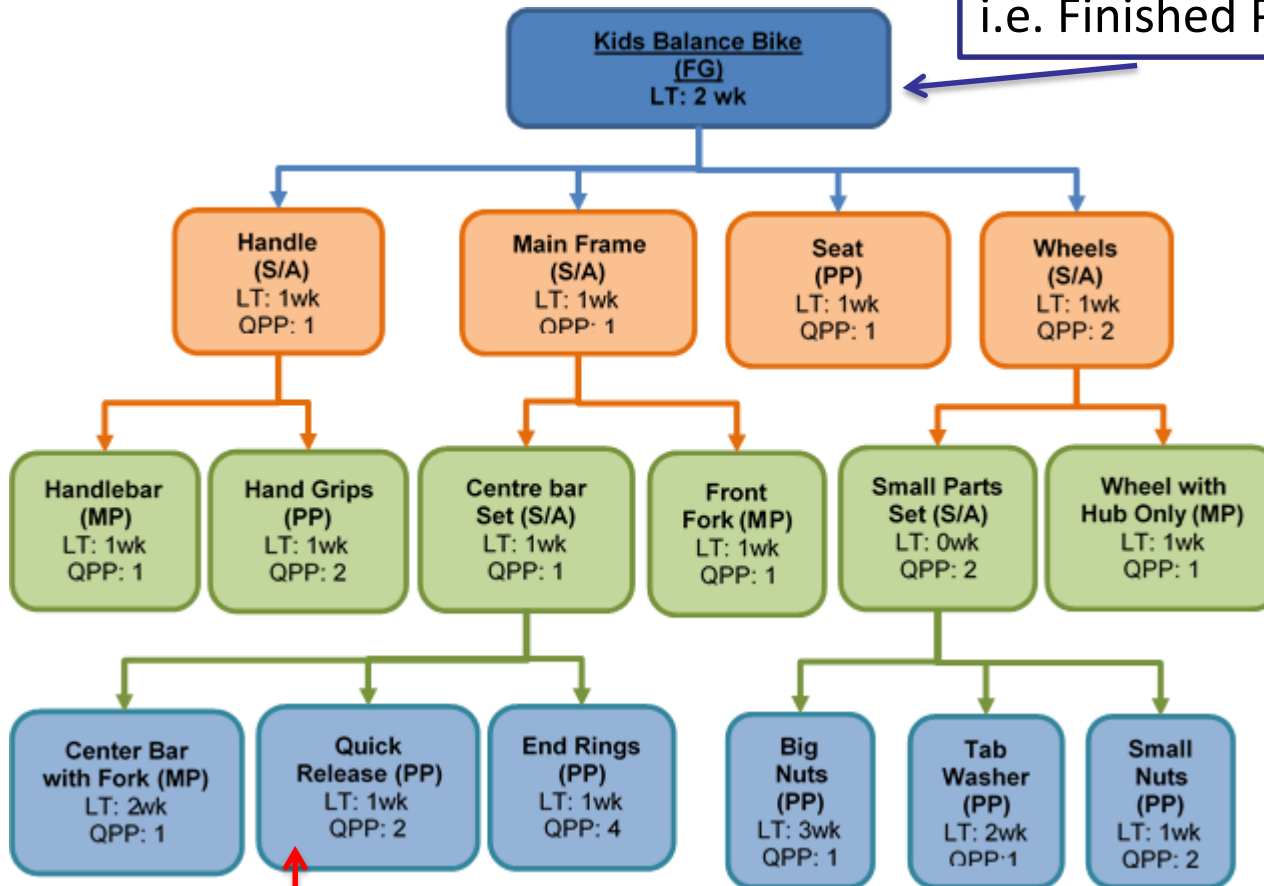 i.e. Finished P
Kids Balance Bike
(FG)
LT: 2 wk
Handle
(S/A)
LT: 1wk
QPP: 1
Main Frame
(S/A)
LT: 1wk
QPP: 1
Seat
(PP)
LT: 1wk
QPP: 1
Wheels
(S/A)
LT: 1wk
QPP: 2
Handlebar
(MP)
LT: 1wk
QPP: 1
Hand Grips
(PP)
LT: 1wk
QPP: 2
Centre bar
Set (S/A)
LT: 1wk
QPP: 1
Front
Fork (MP)
LT: 1wk
QPP: 1
Small Parts
Set (S/A)
LT: 0wk
QPP: 2
Wheel with
Hub Only (MP)
LT: 1wk
QPP: 1
Center Bar
with Fork (MP)
LT: 2wk
QPP: 1
Quick
Release (PP)
LT: 1wk
QPP: 2
End Rings
(PP)
LT: 1wk
QPP: 4
Big
Nuts
(PP)
LT: 3wk
QPP: 1
Tab
Washer
(PP)
LT: 2wk
QPP:1
Small
Nuts
(PP)
LT: 1wk
QPP: 2